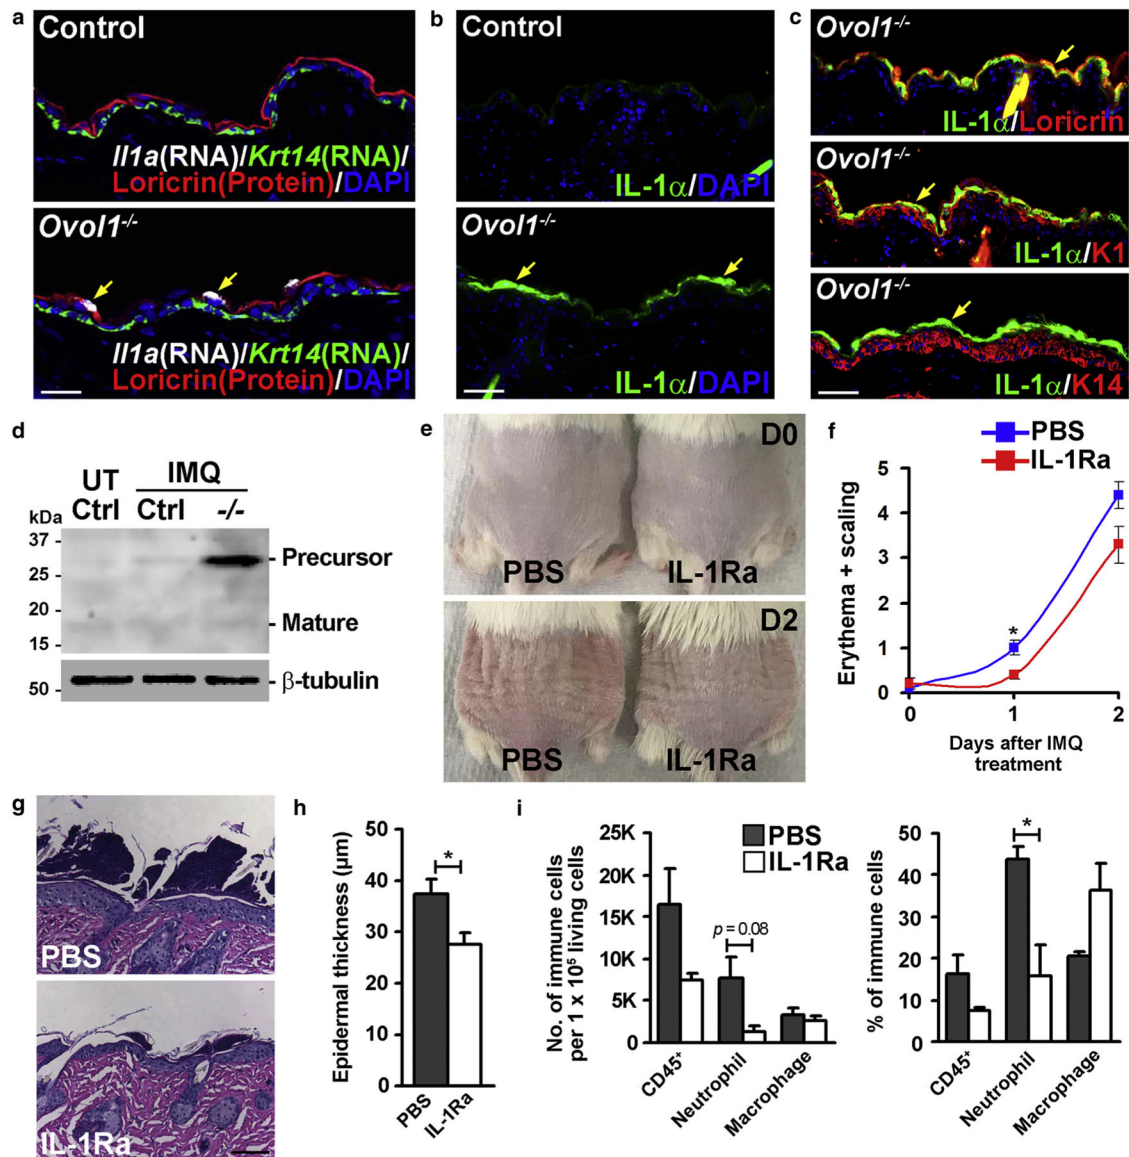 a
Control
Il1a(RNA)/Krt14(RNA)/
Loricrin(Protein)/DAPI
Ovol1-/-
Il1a(RNA)/Krt14(RNA)/
Loricrin(Protein)/DAPI
b
Control
IL-1α/DAPI
Ovol1-/-
IL-1α/DAPI
c
Ovol1-/-
IL-1α/Loricrin
Ovol1-/-
IL-1α/K1
Ovol1-/-
IL-1α/K14
d
UT IMQ
Ctrl Ctrl -/-
kDa
37
25
20
15
50
Precursor
Mature
β-tubulin
e
D0
PBS IL-1Ra
D2
PBS IL-1Ra
f
PBS
IL-1Ra
Erythema + scaling
5
4
3
2
1
0
*
0 1 2
Days after IMQ
treatment
g
PBS
IL-1Ra
h
Epidermal thickness (µm)
50
40
30
20
10
0
*
PBS
IL-1Ra
i
PBS
IL-1Ra
No. of immune cells
per 1 x 10⁵ living cells
25K
20K
15K
10K
5K
0
p = 0.08
CD45+
Neutrophil
Macrophage
% of immune cells
50
40
30
20
10
0
*
CD45+
Neutrophil
Macrophage